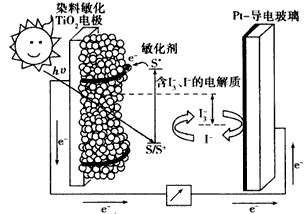 染料敏化
TiO₂电极
Pt-导电玻璃
敏化剂
e⁻
S*
hν
含I₃⁻、I⁻的电解质
I₃⁻
I⁻
S/S⁺
e⁻
e⁻
e⁻
e⁻